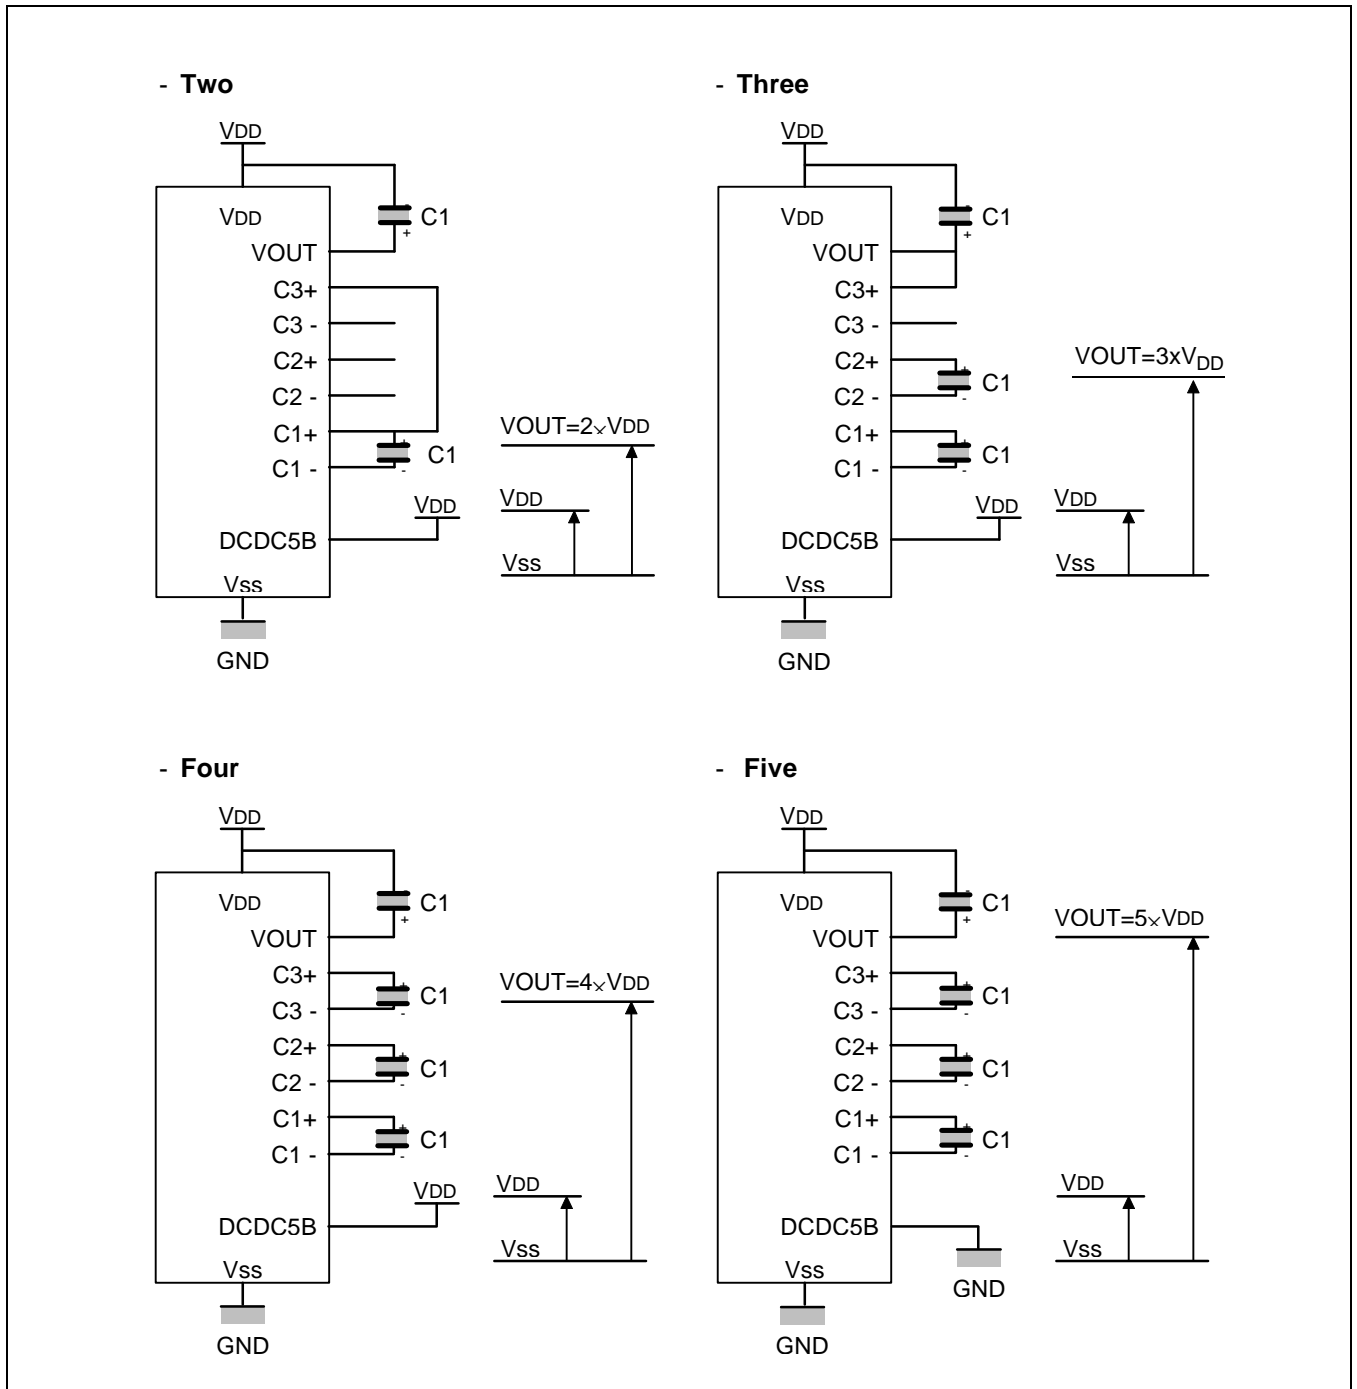 - Two
VDD
VDD
C1
VOUT
C3+
C3 -
C2+
C2 -
C1+
C1 -
C1
DCDC5B
VDD
Vss
GND
VOUT=2×VDD
VDD
Vss
- Three
VDD
VDD
C1
VOUT
C3+
C3 -
C2+
C2 -
C1
C1+
C1 -
C1
DCDC5B
VDD
Vss
GND
VOUT=3xVDD
VDD
Vss
- Four
VDD
VDD
C1
VOUT
C3+
C3 -
C1
C2+
C2 -
C1
C1+
C1 -
C1
DCDC5B
VDD
Vss
GND
VOUT=4×VDD
VDD
Vss
- Five
VDD
VDD
C1
VOUT
C3+
C3 -
C1
C2+
C2 -
C1
C1+
C1 -
C1
DCDC5B
GND
Vss
GND
VOUT=5×VDD
VDD
Vss